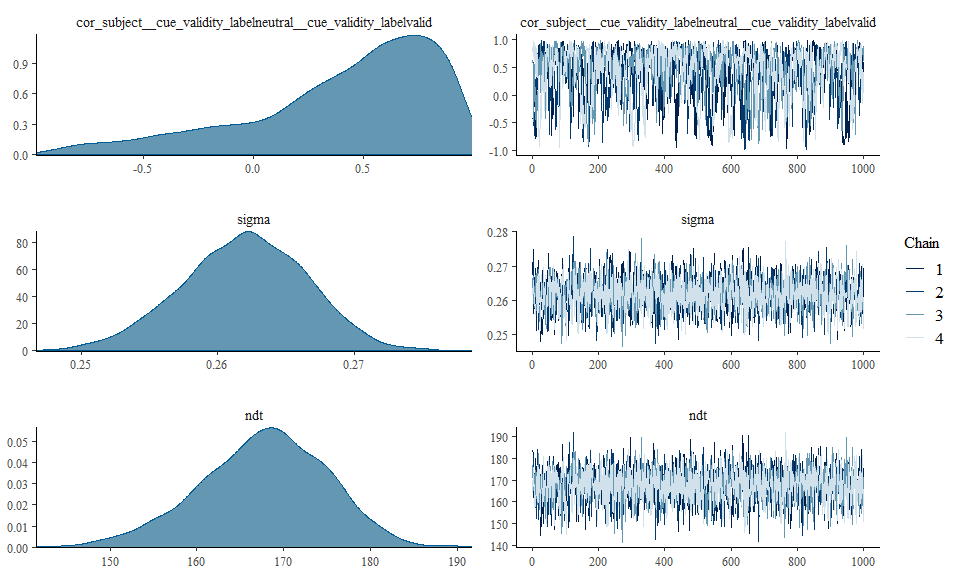 cor_subject__cue_validity_labelneutral__cue_validity_labelvalid
cor_subject__cue_validity_labelneutral__cue_validity_labelvalid
0.9
0.6
0.3
0.0
-0.5 0.0 0.5
1.0
0.5
0.0
-0.5
-1.0
0 200 400 600 800 1000
sigma
sigma
80
60
40
20
0
0.25 0.26 0.27
0.28
0.27
0.26
0.25
0 200 400 600 800 1000
Chain
1
2
3
4
ndt
ndt
0.05
0.04
0.03
0.02
0.01
0.00
150 160 170 180 190
190
180
170
160
150
140
0 200 400 600 800 1000